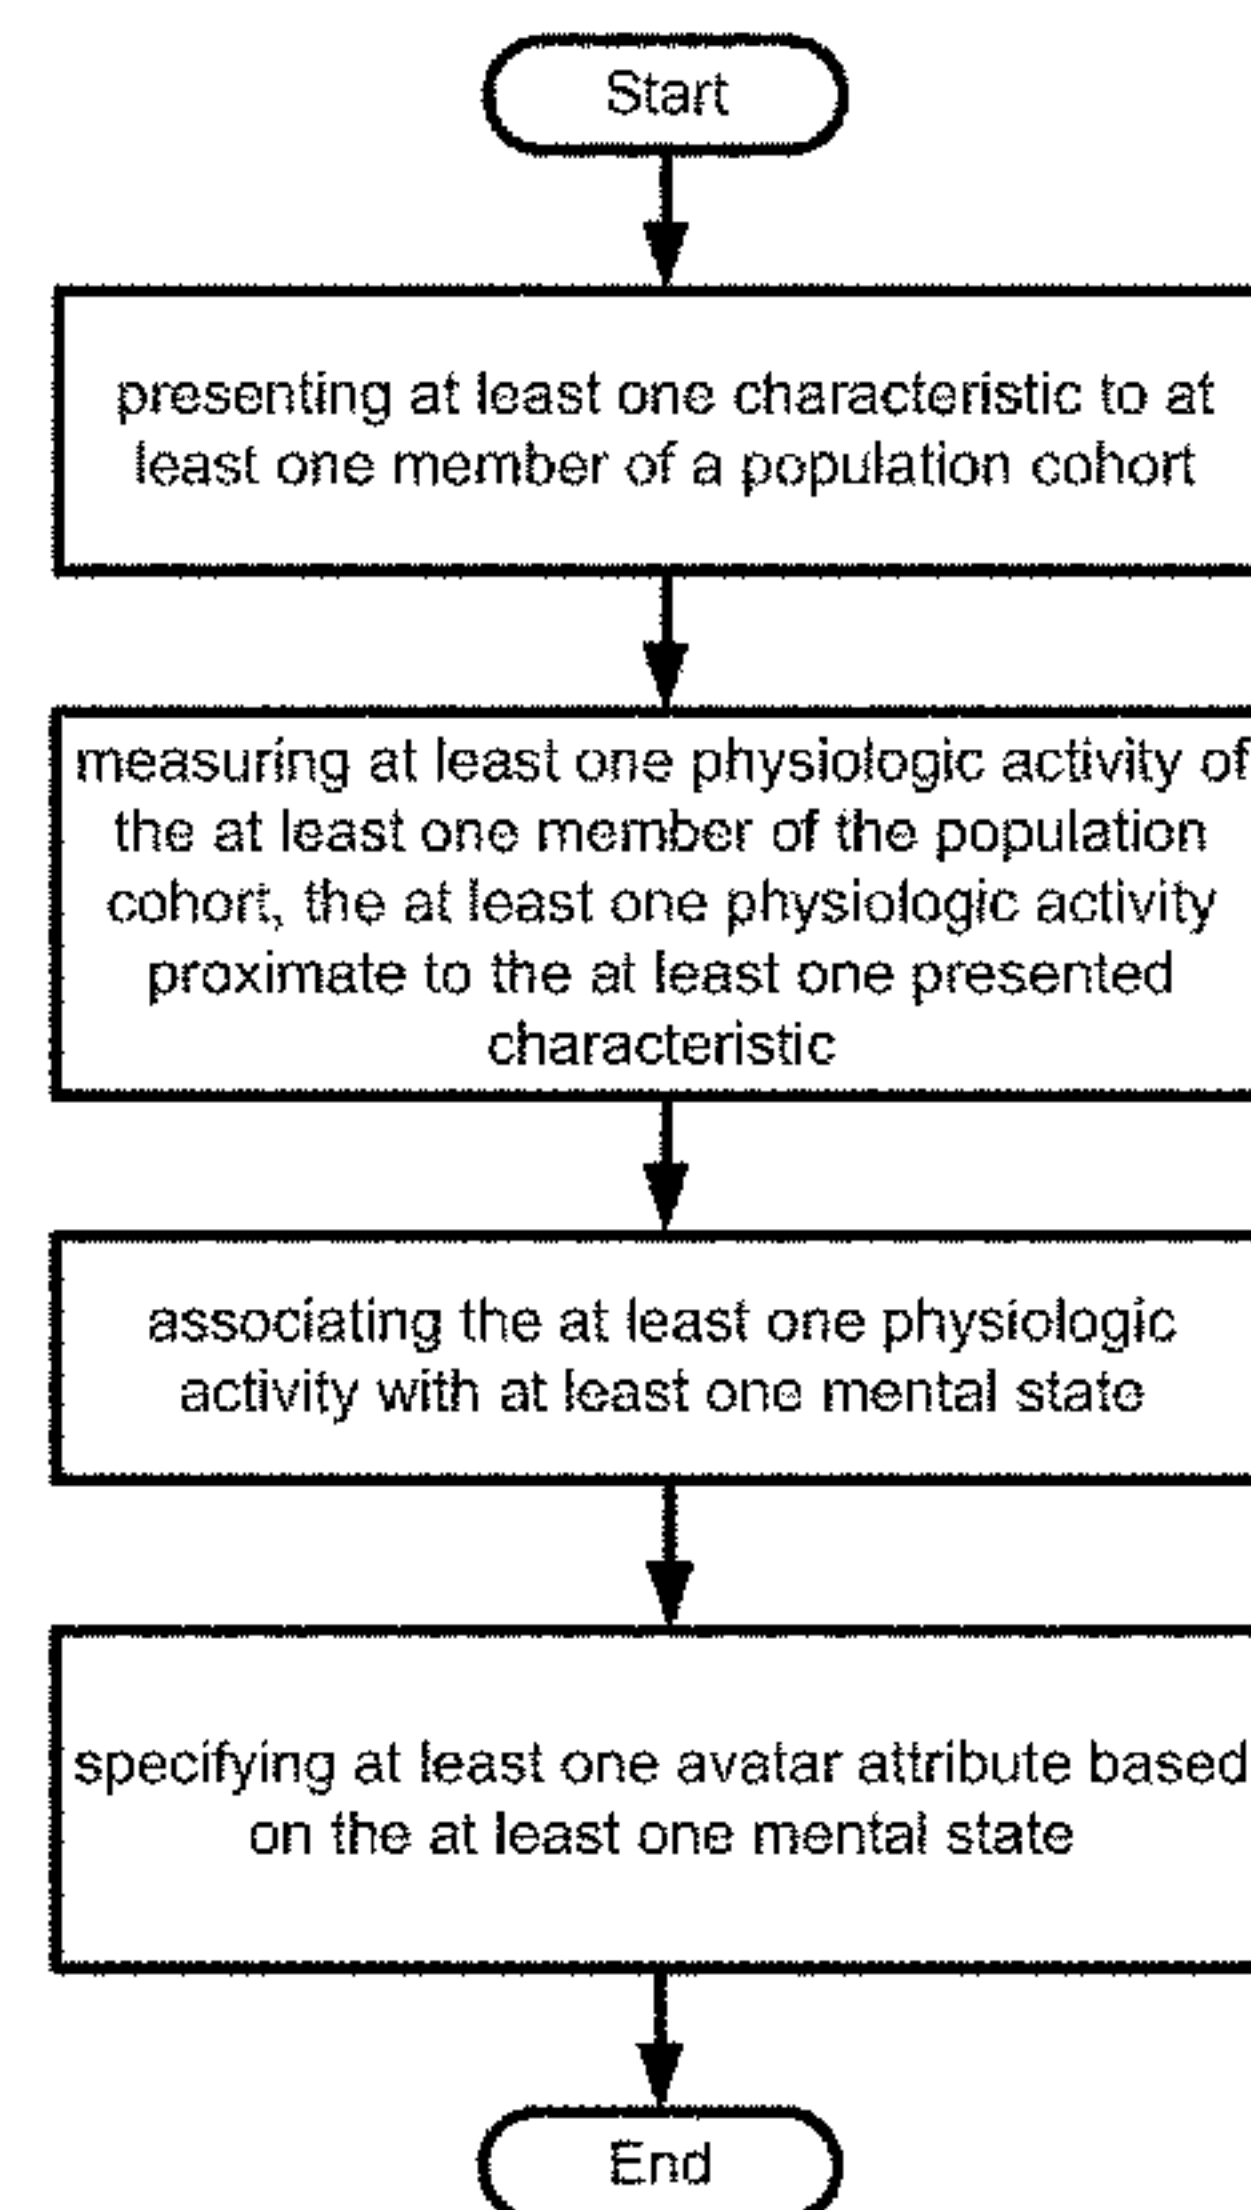 Start
presenting at least one characteristic to at
least one member of a population cohort
measuring at least one physiologic activity of
the at least one member of the population
cohort, the at least one physiologic activity
proximate to the at least one presented
characteristic
associating the at least one physiologic
activity with at least one mental state
specifying at least one avatar attribute based
on the at least one mental state
End